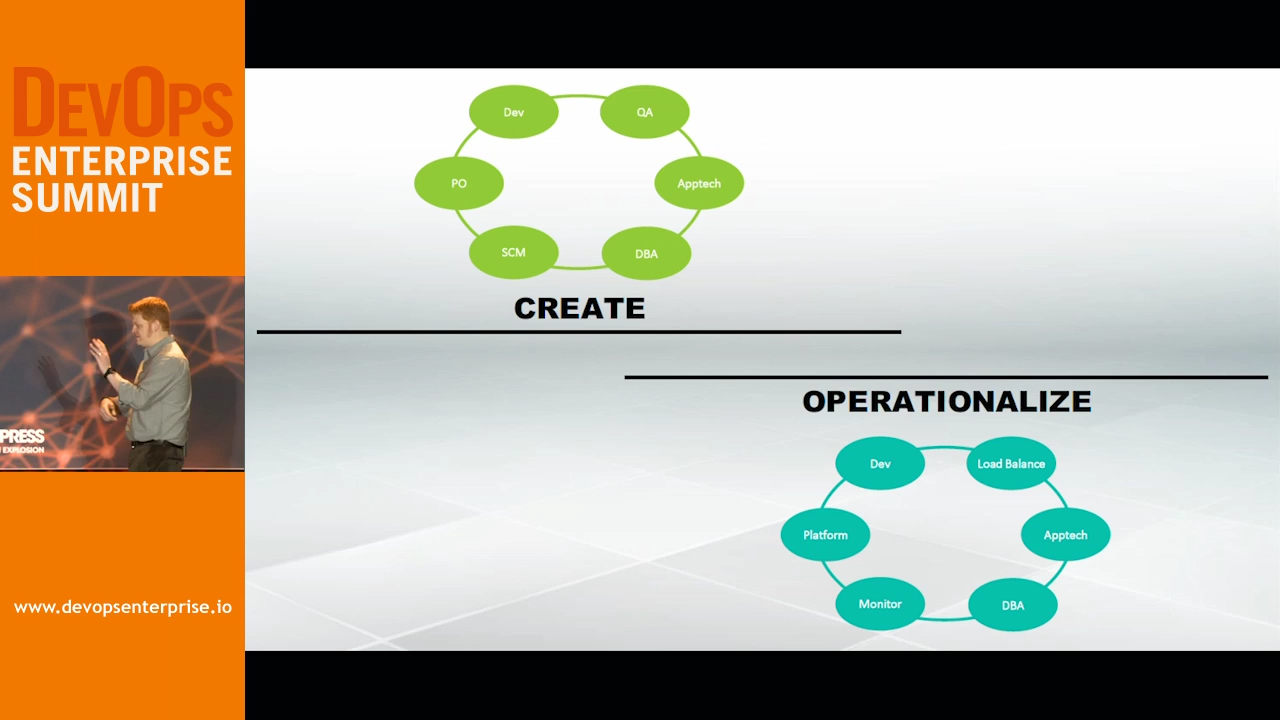 DEVOPS
ENTERPRISE
SUMMIT
PRESS
EXPLOSION
www.devopsenterprise.io
Dev
QA
PO
Apptech
SCM
DBA
CREATE
OPERATIONALIZE
Dev
Load Balance
Platform
Apptech
Monitor
DBA